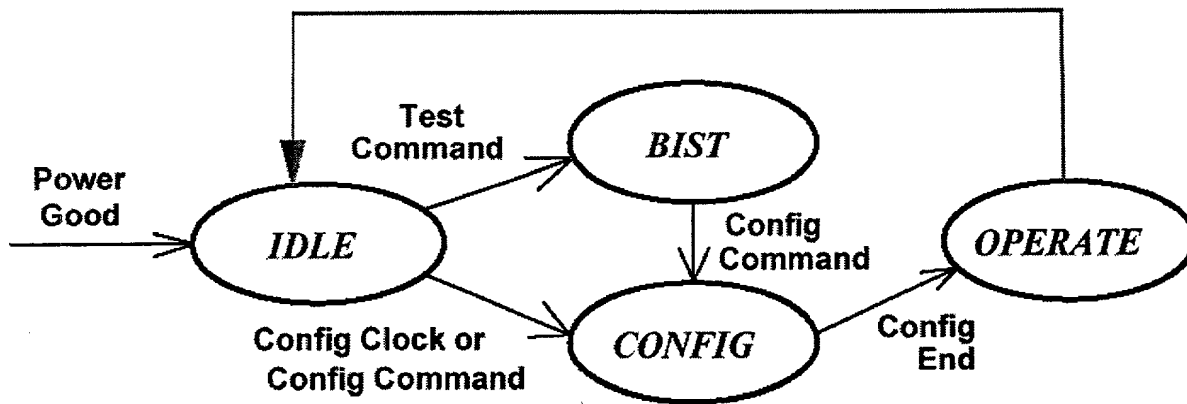 Power
Good
IDLE
Test
Command
BIST
Config
Command
Config Clock or
Config Command
CONFIG
Config
End
OPERATE